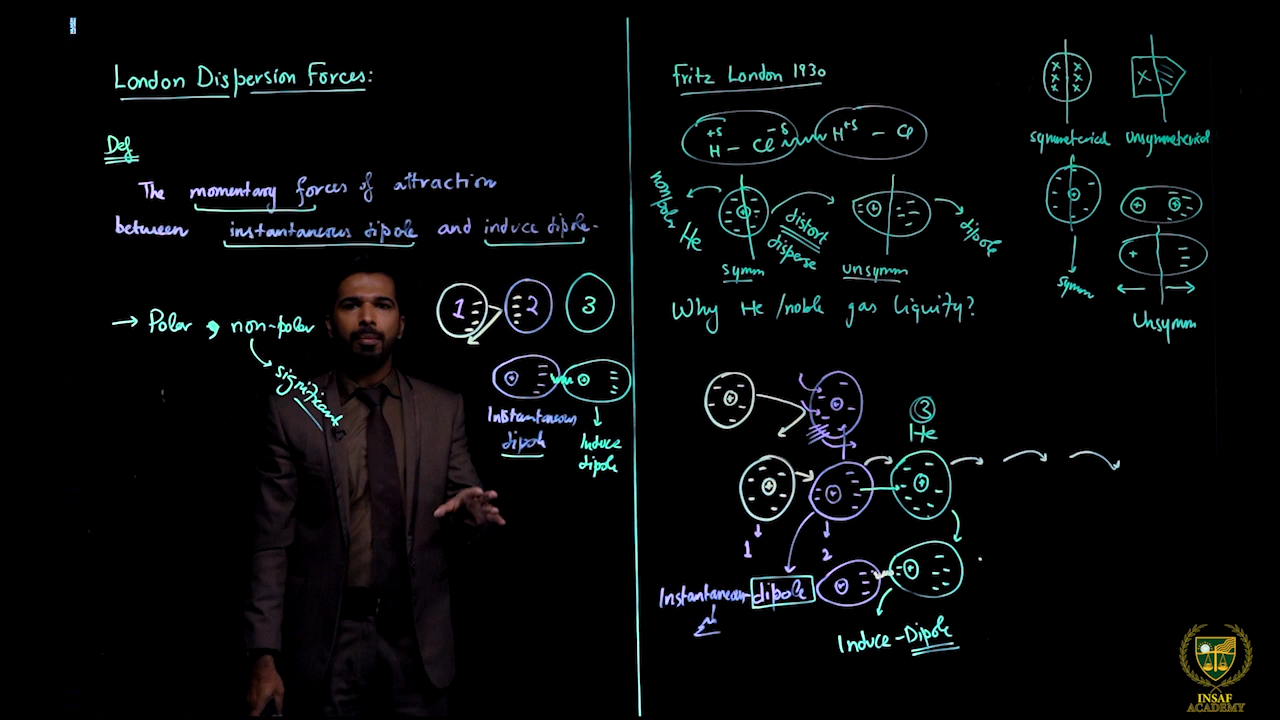 London Dispersion Forces:
Def
The momentary forces of attraction
between instantaneous dipole and induce dipole.
→ Polar, non-polar
significant
1 2 3
Instantaneous
dipole
Induce
dipole
Fritz London 1930
+δ H - Cl -δ H +δ - Cl
symmeterical unsymmeterical
nonpolar
He
distort
disperse
dipole
symm
unsymm
symm
Unsymm
Why He/noble gas liquify?
3
He
1
2
Instantaneous dipole
Induce-Dipole
INSAF
ACADEMY